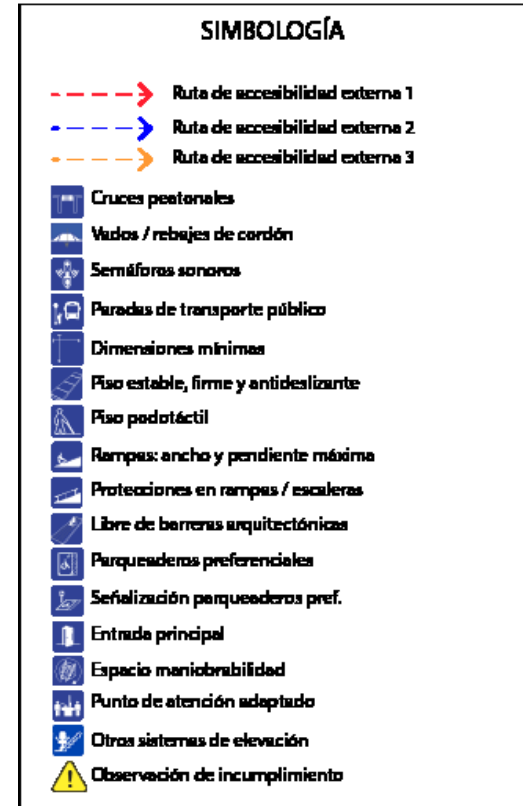 SIMBOLOGÍA
Ruta de accesibilidad externa 1
Ruta de accesibilidad externa 2
Ruta de accesibilidad externa 3
Cruces peatonales
Vados / rebajes de cordón
Semáforos sonoros
Paradas de transporte público
Dimensiones mínimas
Piso estable, firme y antideslizante
Piso podotáctil
Rampas: ancho y pendiente máxima
Protecciones en rampas / escaleras
Libre de barreras arquitectónicas
Parqueaderos preferenciales
Señalización parqueaderos pref.
Entrada principal
Espacio maniobrabilidad
Punto de atención adaptado
Otros sistemas de elevación
Observación de incumplimiento